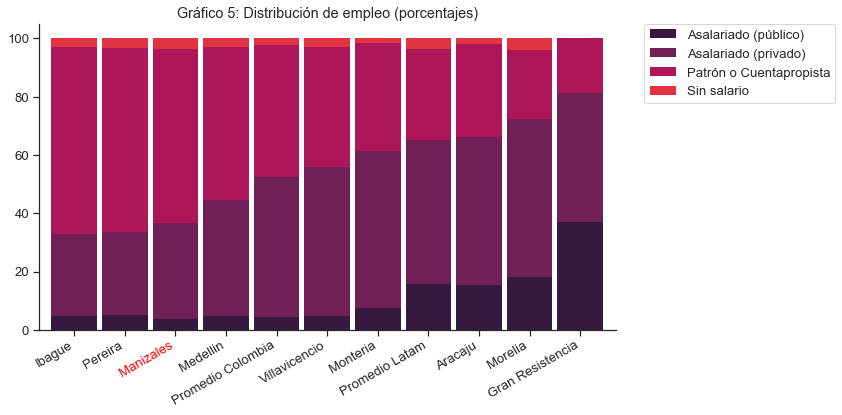 Gráfico 5: Distribución de empleo (porcentajes)
100
80
60
40
20
0
Ibague
Pereira
Manizales
Medellin
Promedio Colombia
Villavicencio
Monteria
Promedio Latam
Aracaju
Morelia
Gran Resistencia
Asalariado (público)
Asalariado (privado)
Patrón o Cuentapropista
Sin salario